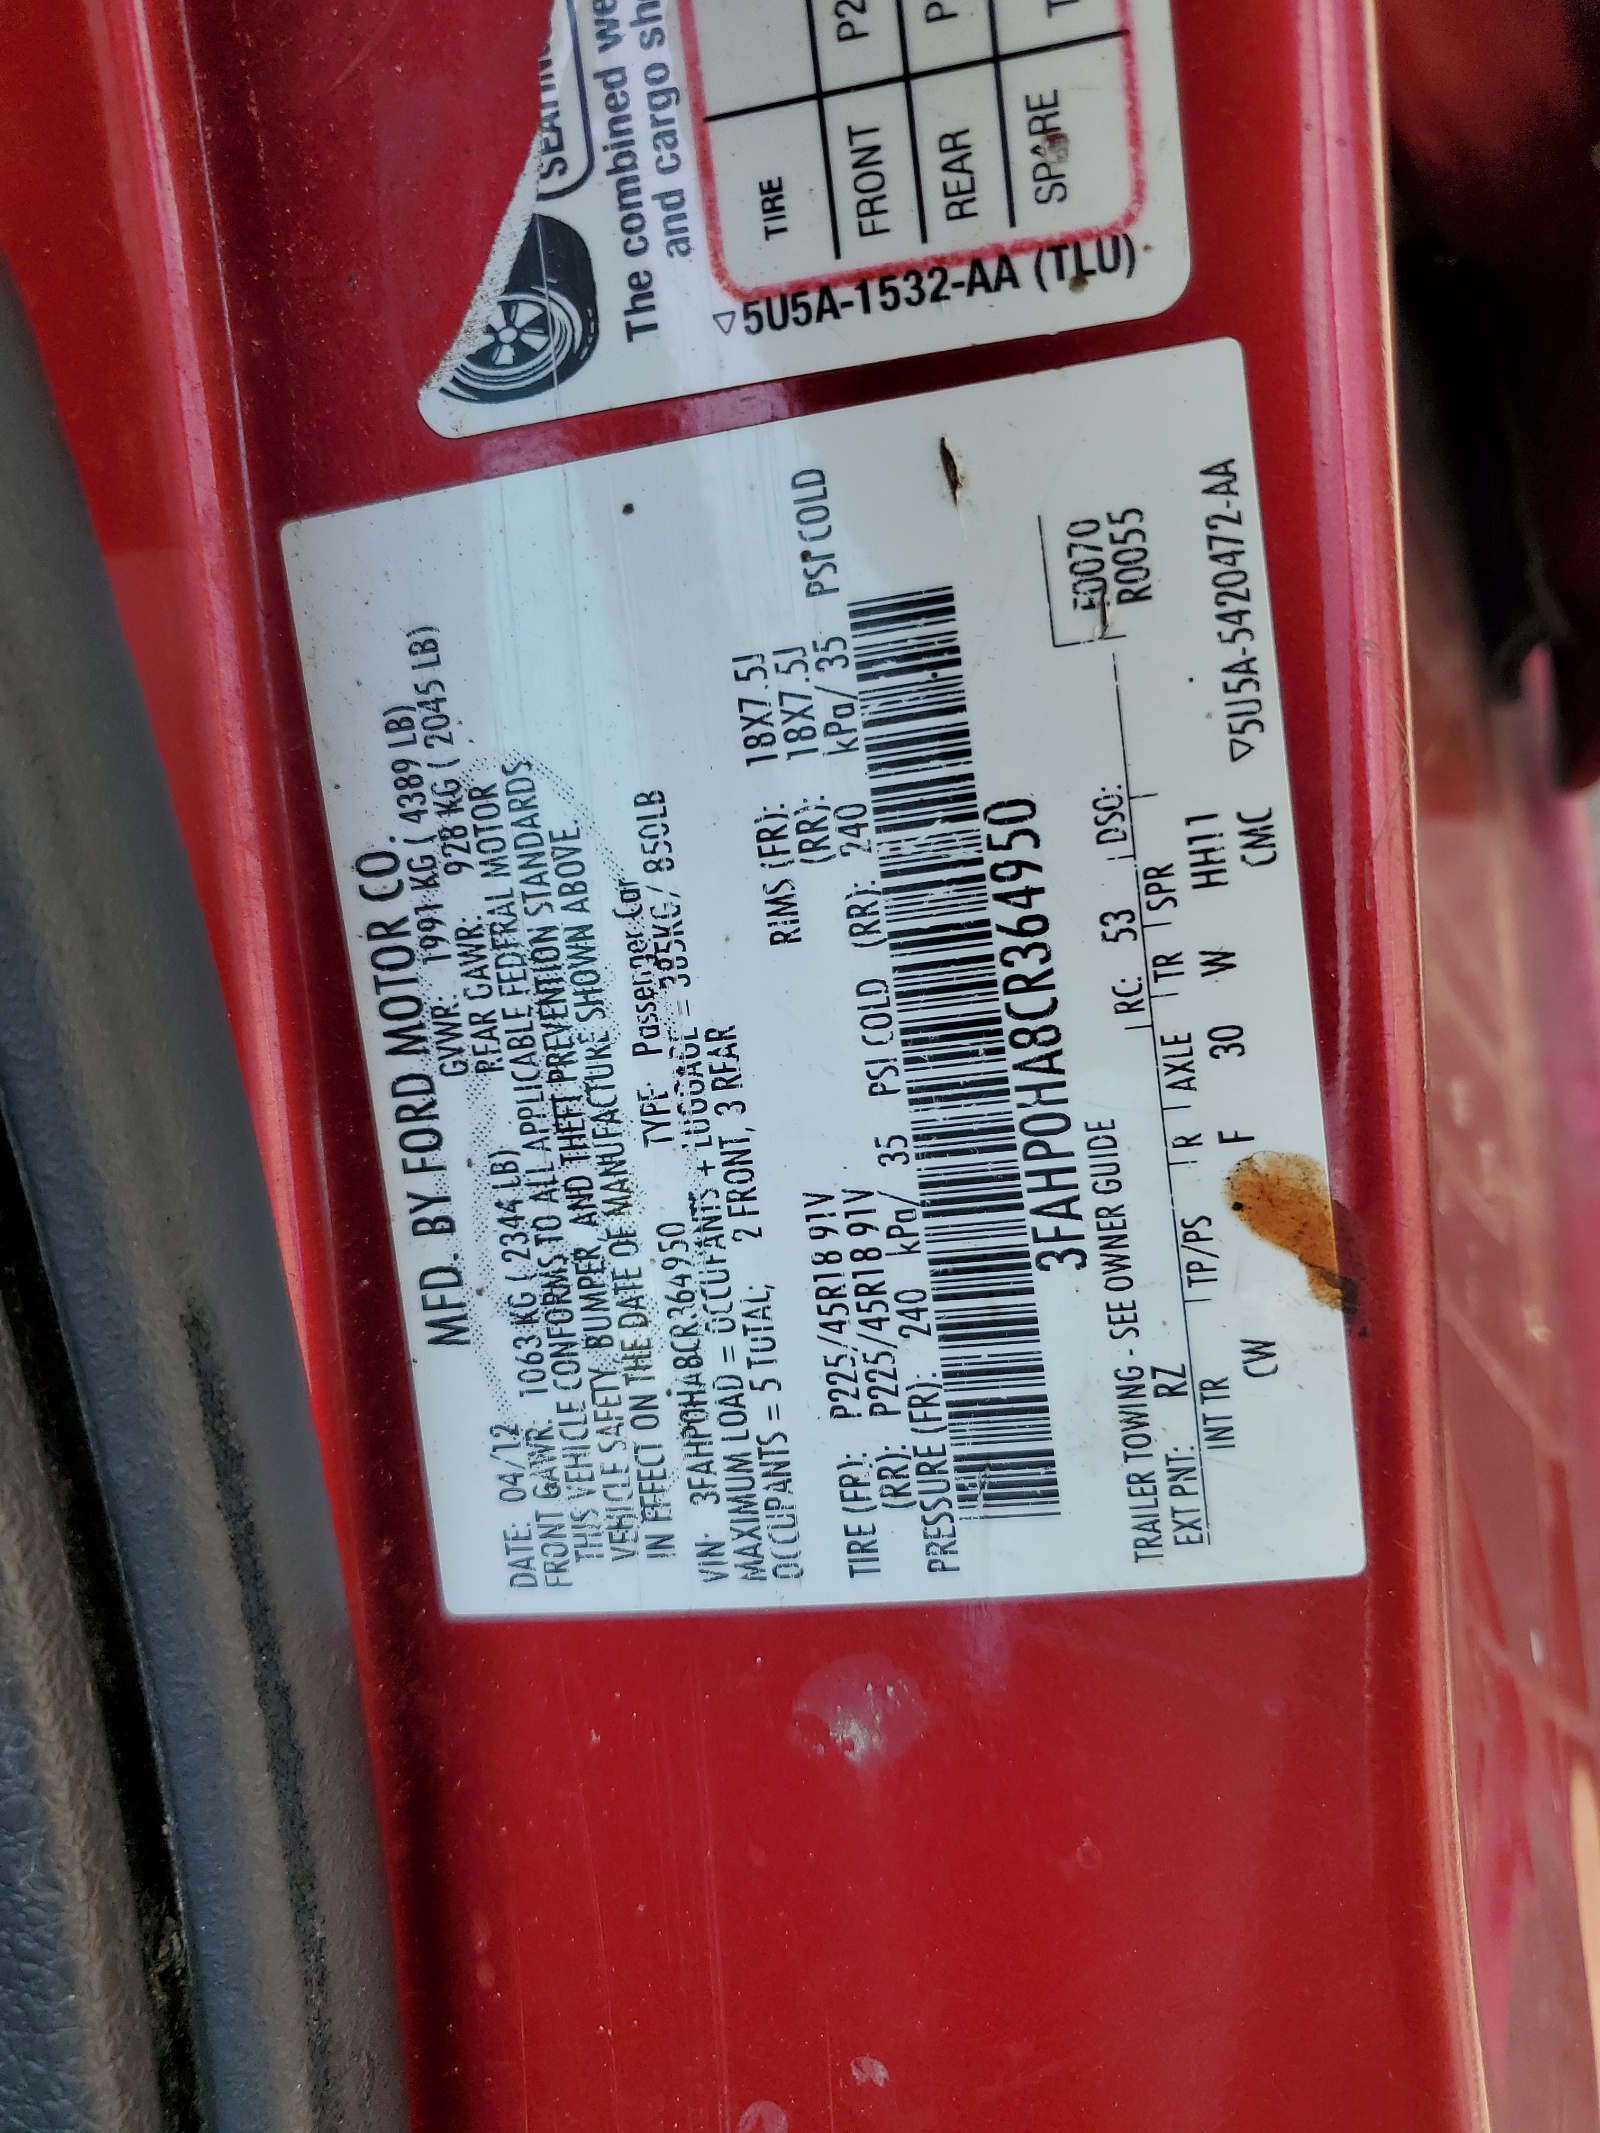 MFD. BY FORD MOTOR CO.
DATE: 04/12 GVWR: 1991 KG ( 4389 LB)
FRONT GAWR: 1063 KG ( 2344 LB) REAR GAWR: 928 KG ( 2045 LB)
THIS VEHICLE CONFORMS TO ALL APPLICABLE FEDERAL MOTOR
VEHICLE SAFETY, BUMPER, AND THEFT PREVENTION STANDARDS
IN EFFECT ON THE DATE OF MANUFACTURE SHOWN ABOVE.
VIN: 3FAHP0HA8CR364950 TYPE: Passenger Car
MAXIMUM LOAD = OCCUPANTS + LUGGAGE = 385KG/ 850LB
OCCUPANTS = 5 TOTAL; 2 FRONT, 3 REAR
TIRE (FR): P225/45R18 91V RIMS (FR): 18X7.5J
(RR): P225/45R18 91V (RR): 18X7.5J
PRESSURE (FR): 240 kPa/ 35 PSI COLD (RR): 240 kPa/ 35 PSI COLD
3FAHP0HA8CR364950
TRAILER TOWING - SEE OWNER GUIDE
F0070
R0055
EXT PNT: RZ RC: 53 DSO:
INT TR TP/PS R AXLE TR SPR
CW F 30 W HH11
CMC ▽5U5A-5420472-AA
The combined we
and cargo sh
TIRE
FRONT P2
REAR P
SPARE T
▽5U5A-1532-AA (TLU)